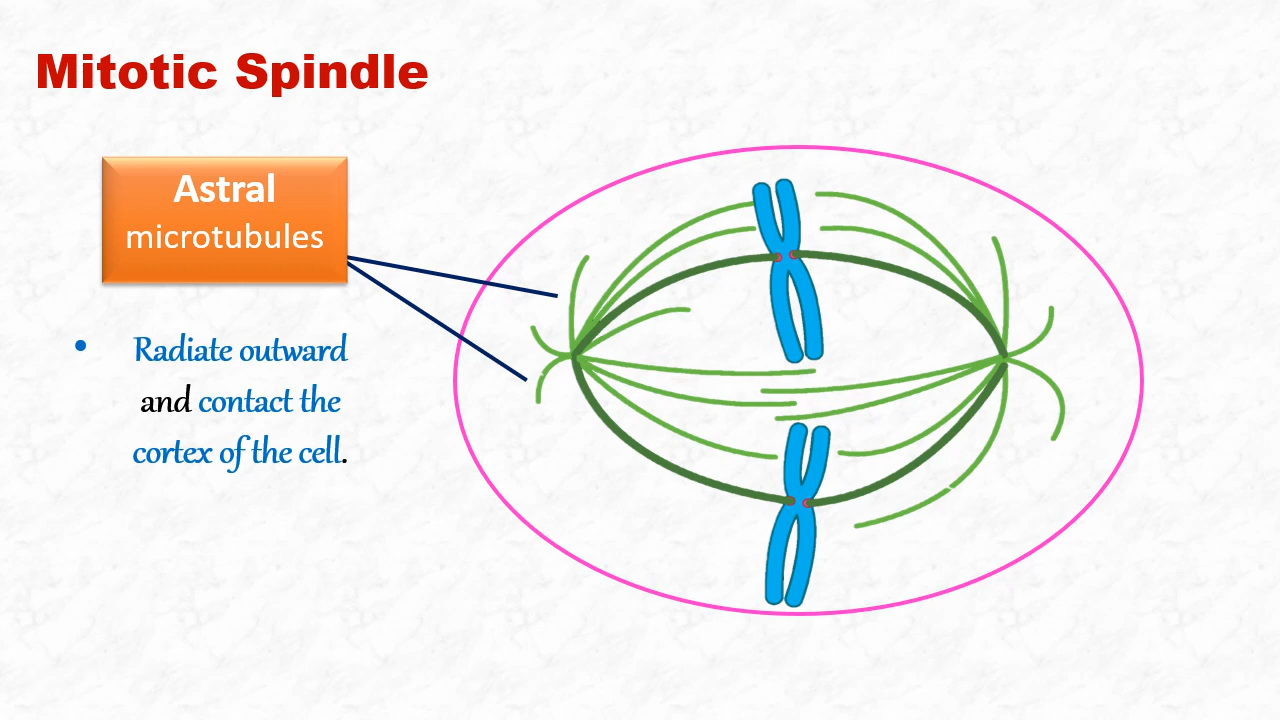 Mitotic Spindle
Astral
microtubules
• Radiate outward
and contact the
cortex of the cell.